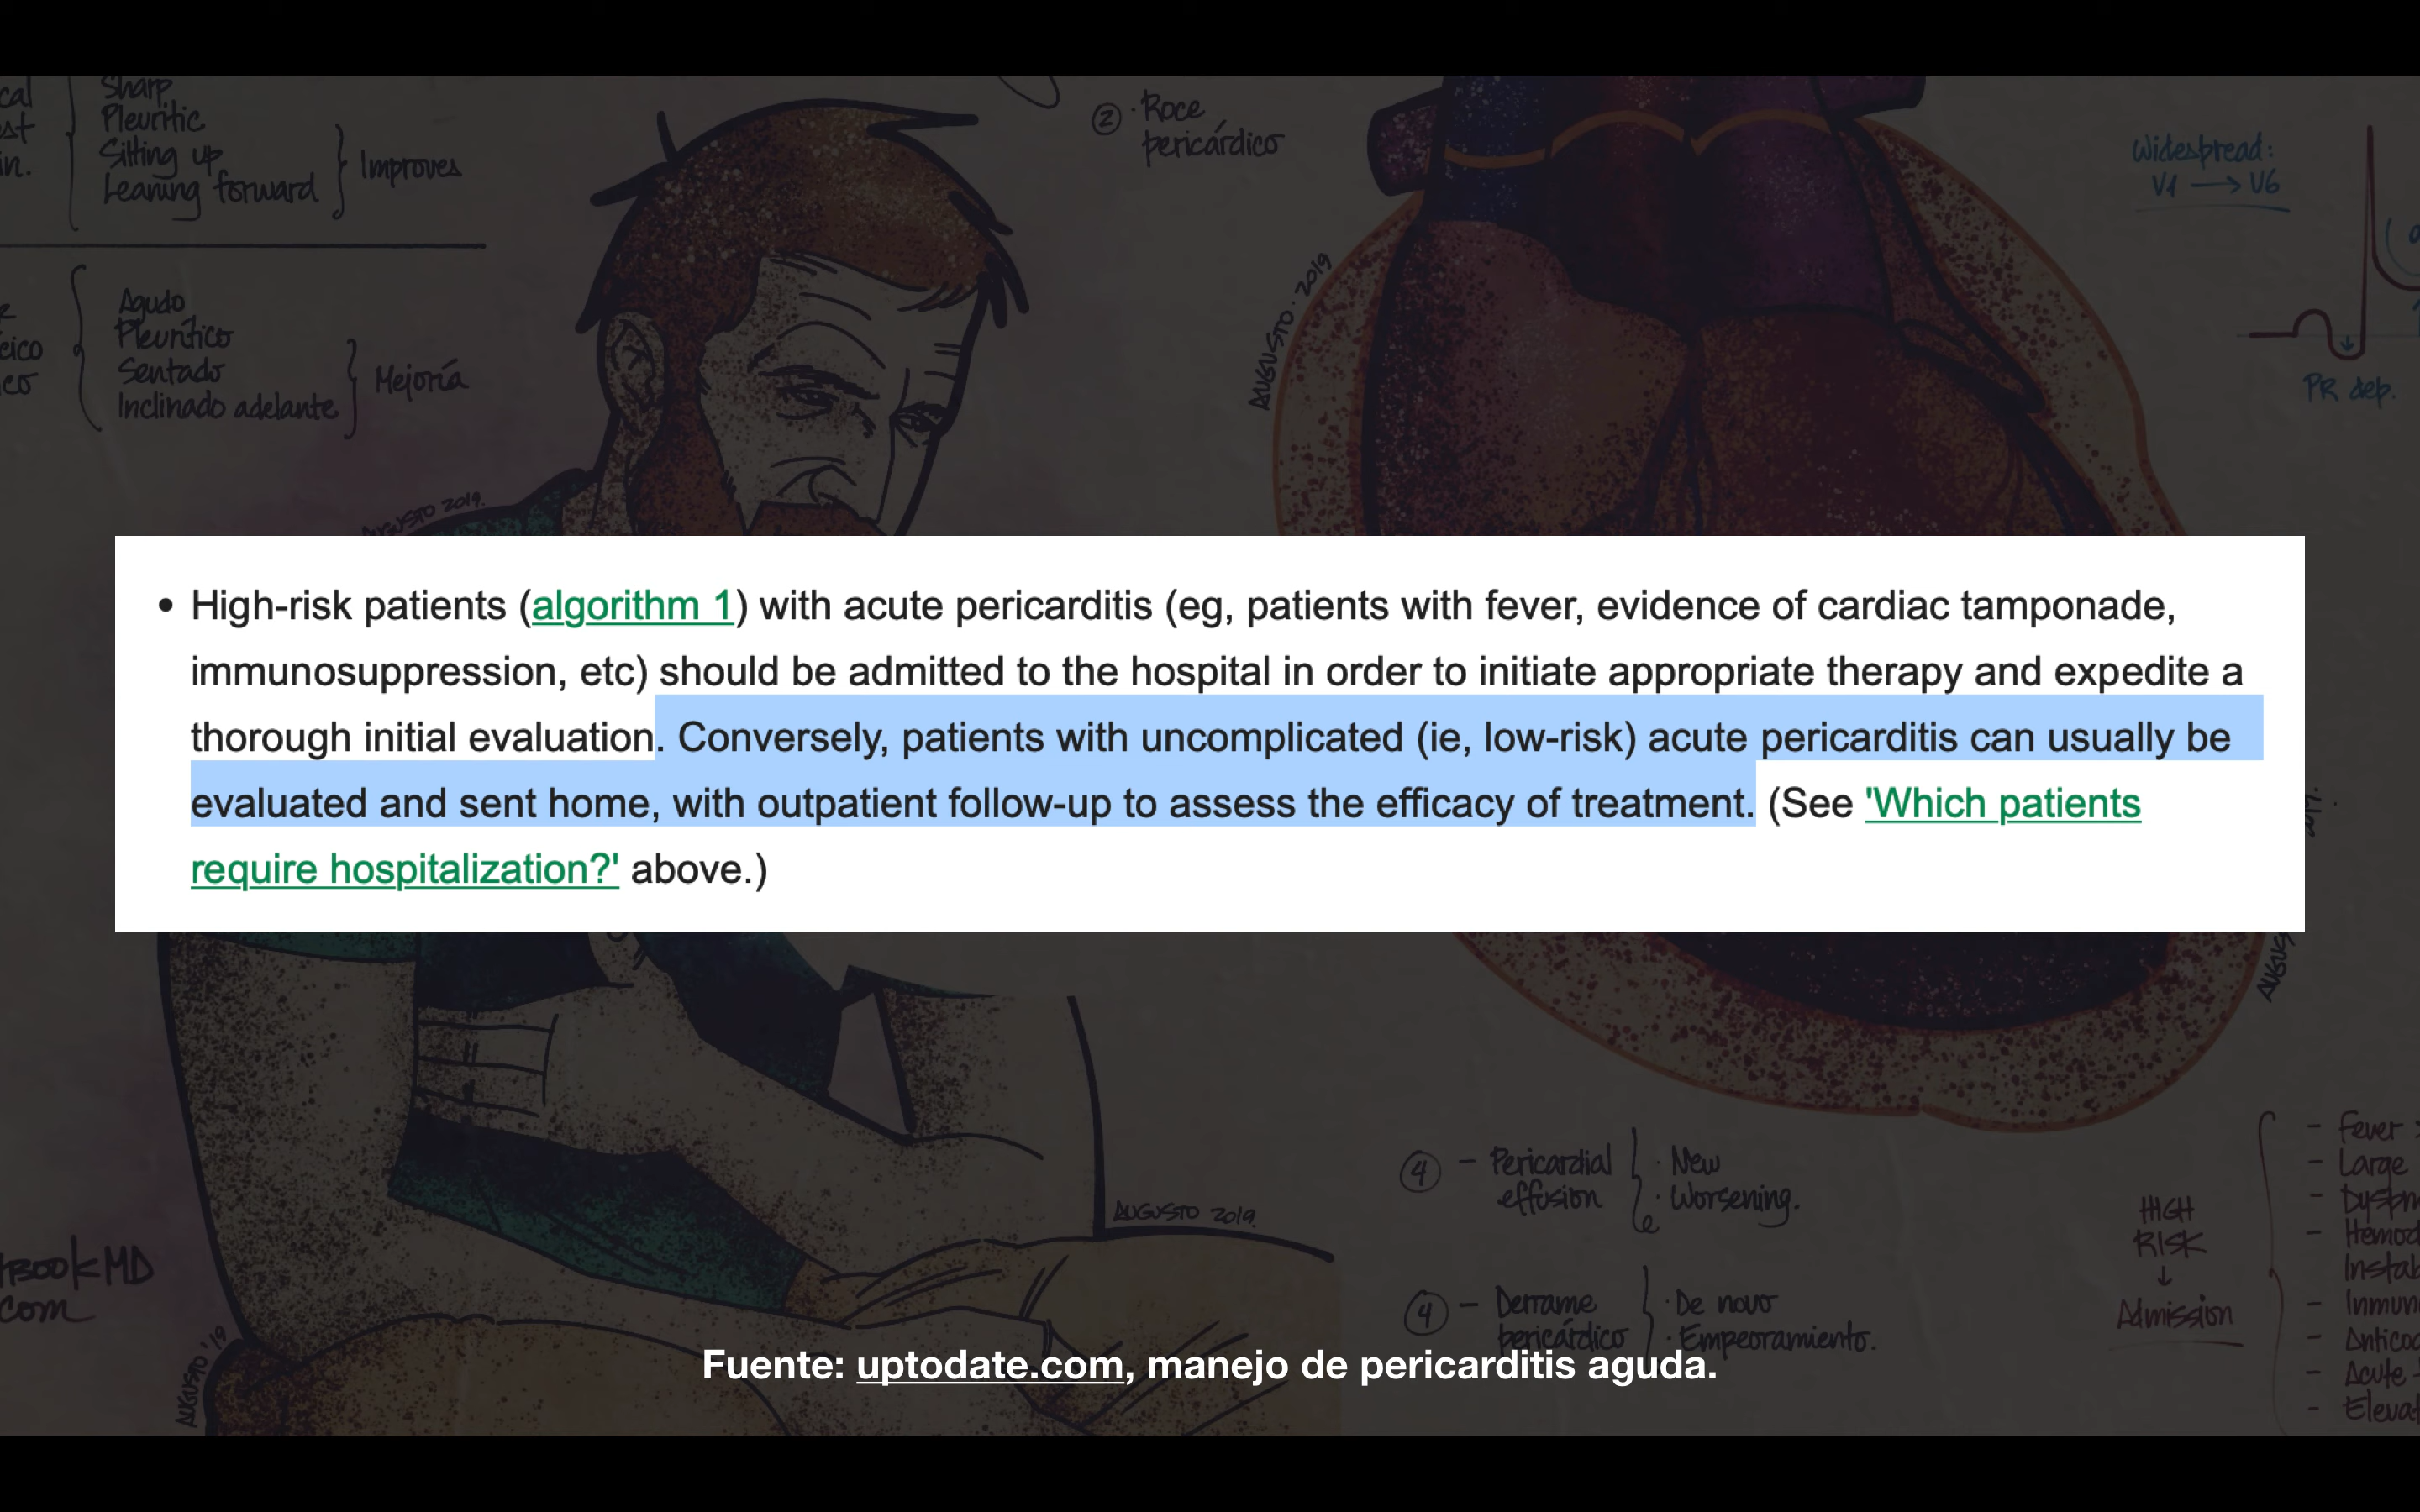 Sharp
Pleuritic
Sitting up
Leaning forward
Improves
Agudo
Pleurítico
Sentado
Inclinado adelante
Mejoría
AUGUSTO 2019.
② · Roce
pericárdico
AUGUSTO · 2019
Widespread:
V1 → V6
PR dep.
• High-risk patients (algorithm 1) with acute pericarditis (eg, patients with fever, evidence of cardiac tamponade,
immunosuppression, etc) should be admitted to the hospital in order to initiate appropriate therapy and expedite a
thorough initial evaluation. Conversely, patients with uncomplicated (ie, low-risk) acute pericarditis can usually be
evaluated and sent home, with outpatient follow-up to assess the efficacy of treatment. (See 'Which patients
require hospitalization?' above.)
AUGUSTO 2019.
④ - Pericardial
effusion
· New
· Worsening.
④ - Derrame
pericárdico
· De novo
· Empeoramiento.
HIGH
RISK
↓
Admission
- Fever
- Large
- Acute
AUGUSTO '19
Fuente: uptodate.com, manejo de pericarditis aguda.